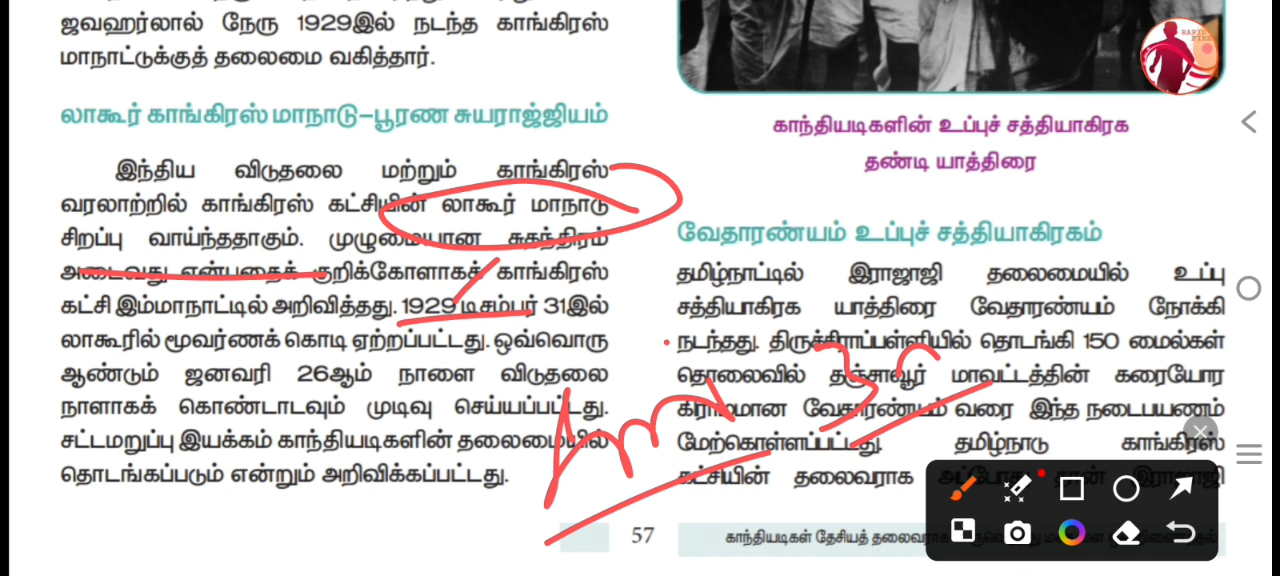 ஜவஹர்லால் நேரு 1929இல் நடந்த காங்கிரஸ்
மாநாட்டுக்குத் தலைமை வகித்தார்.
லாகூர் காங்கிரஸ் மாநாடு–பூரண சுயராஜ்ஜியம்
இந்திய விடுதலை மற்றும் காங்கிரஸ்
வரலாற்றில் காங்கிரஸ் கட்சியின் லாகூர் மாநாடு
சிறப்பு வாய்ந்ததாகும். முழுமையான சுதந்திரம்
அடைவது என்பதைக் குறிக்கோளாகக் காங்கிரஸ்
கட்சி இம்மாநாட்டில் அறிவித்தது. 1929 டிசம்பர் 31இல்
லாகூரில் மூவர்ணக் கொடி ஏற்றப்பட்டது. ஒவ்வொரு
ஆண்டும் ஜனவரி 26ஆம் நாளை விடுதலை
நாளாகக் கொண்டாடவும் முடிவு செய்யப்பட்டது.
சட்டமறுப்பு இயக்கம் காந்தியடிகளின் தலைமையில்
தொடங்கப்படும் என்றும் அறிவிக்கப்பட்டது.
RAPID
FIRE
காந்தியடிகளின் உப்புச் சத்தியாகிரக
தண்டி யாத்திரை
வேதாரண்யம் உப்புச் சத்தியாகிரகம்
தமிழ்நாட்டில் இராஜாஜி தலைமையில் உப்பு
சத்தியாகிரக யாத்திரை வேதாரண்யம் நோக்கி
நடந்தது. திருச்சிராப்பள்ளியில் தொடங்கி 150 மைல்கள்
தொலைவில் தஞ்சாவூர் மாவட்டத்தின் கரையோர
கிராமமான வேதாரண்யம் வரை இந்த நடைபயணம்
மேற்கொள்ளப்பட்டது. தமிழ்நாடு காங்கிரஸ்
கட்சியின் தலைவராக அப்போது தான் இராஜாஜி
57
காந்தியடிகள் தேசியத் தலைவராக